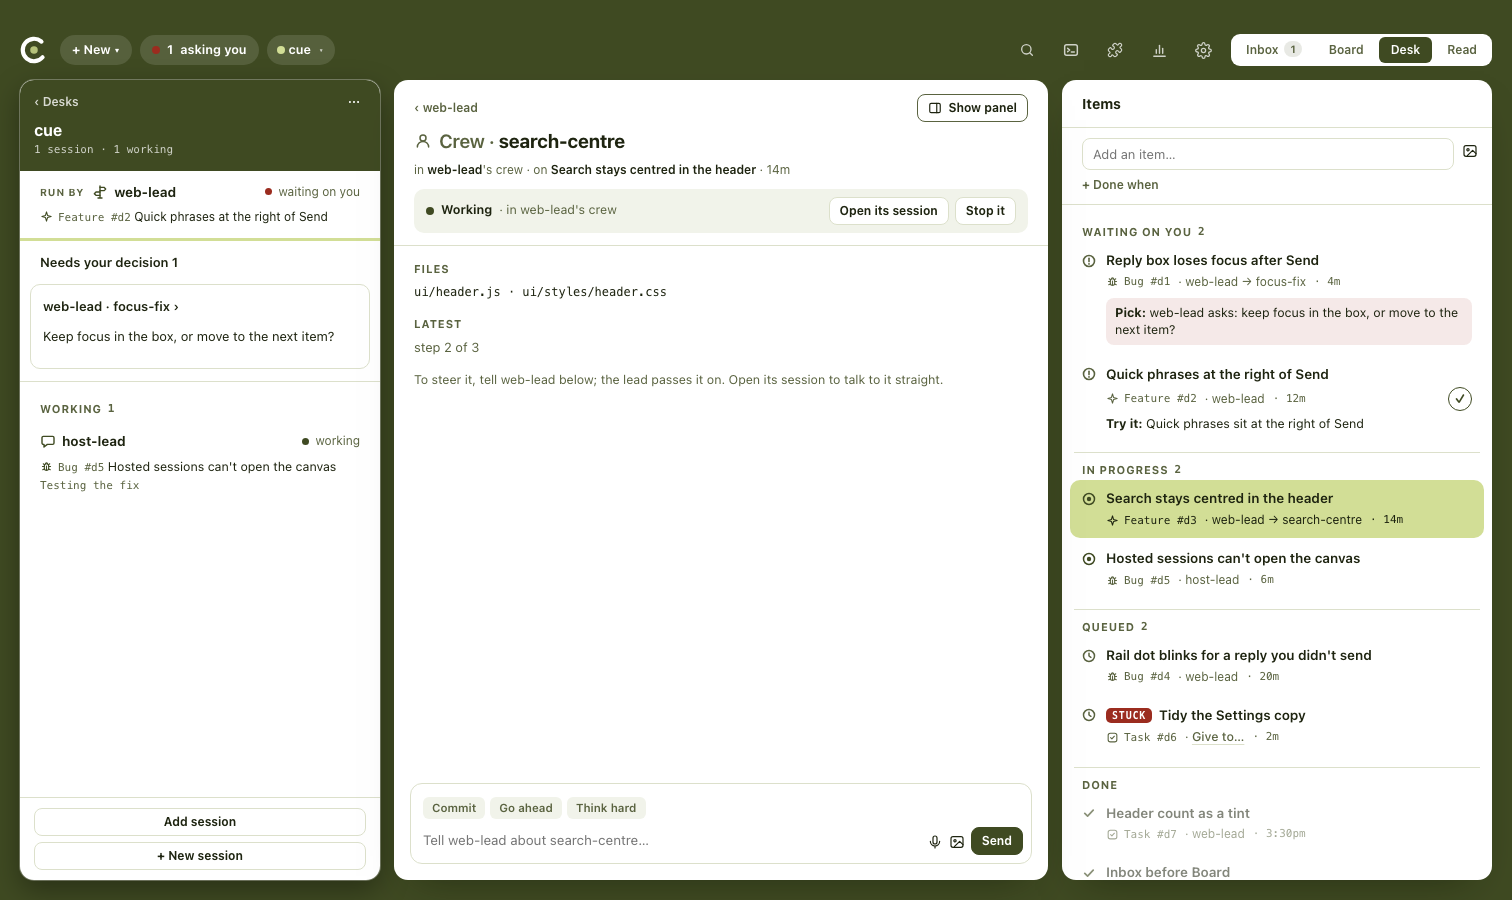 + New ▾
1 asking you
cue ·
Inbox 1
Board
Desk
Read
‹ Desks
···
cue
1 session · 1 working
RUN BY web-lead
waiting on you
Feature #d2 Quick phrases at the right of Send
Needs your decision 1
web-lead · focus-fix ›
Keep focus in the box, or move to the next item?
WORKING 1
host-lead
working
Bug #d5 Hosted sessions can't open the canvas
Testing the fix
Add session
+ New session
‹ web-lead
Show panel
Crew · search-centre
in web-lead's crew · on Search stays centred in the header · 14m
Working · in web-lead's crew
Open its session
Stop it
FILES
ui/header.js · ui/styles/header.css
LATEST
step 2 of 3
To steer it, tell web-lead below; the lead passes it on. Open its session to talk to it straight.
Commit
Go ahead
Think hard
Tell web-lead about search-centre...
Send
Items
Add an item...
+ Done when
WAITING ON YOU 2
Reply box loses focus after Send
Bug #d1 · web-lead → focus-fix · 4m
Pick: web-lead asks: keep focus in the box, or move to the
next item?
Quick phrases at the right of Send
Feature #d2 · web-lead · 12m
Try it: Quick phrases sit at the right of Send
IN PROGRESS 2
Search stays centred in the header
Feature #d3 · web-lead → search-centre · 14m
Hosted sessions can't open the canvas
Bug #d5 · host-lead · 6m
QUEUED 2
Rail dot blinks for a reply you didn't send
Bug #d4 · web-lead · 20m
STUCK Tidy the Settings copy
Task #d6 · Give to... · 2m
DONE
Header count as a tint
Task #d7 · web-lead · 3:30pm
Inbox before Board